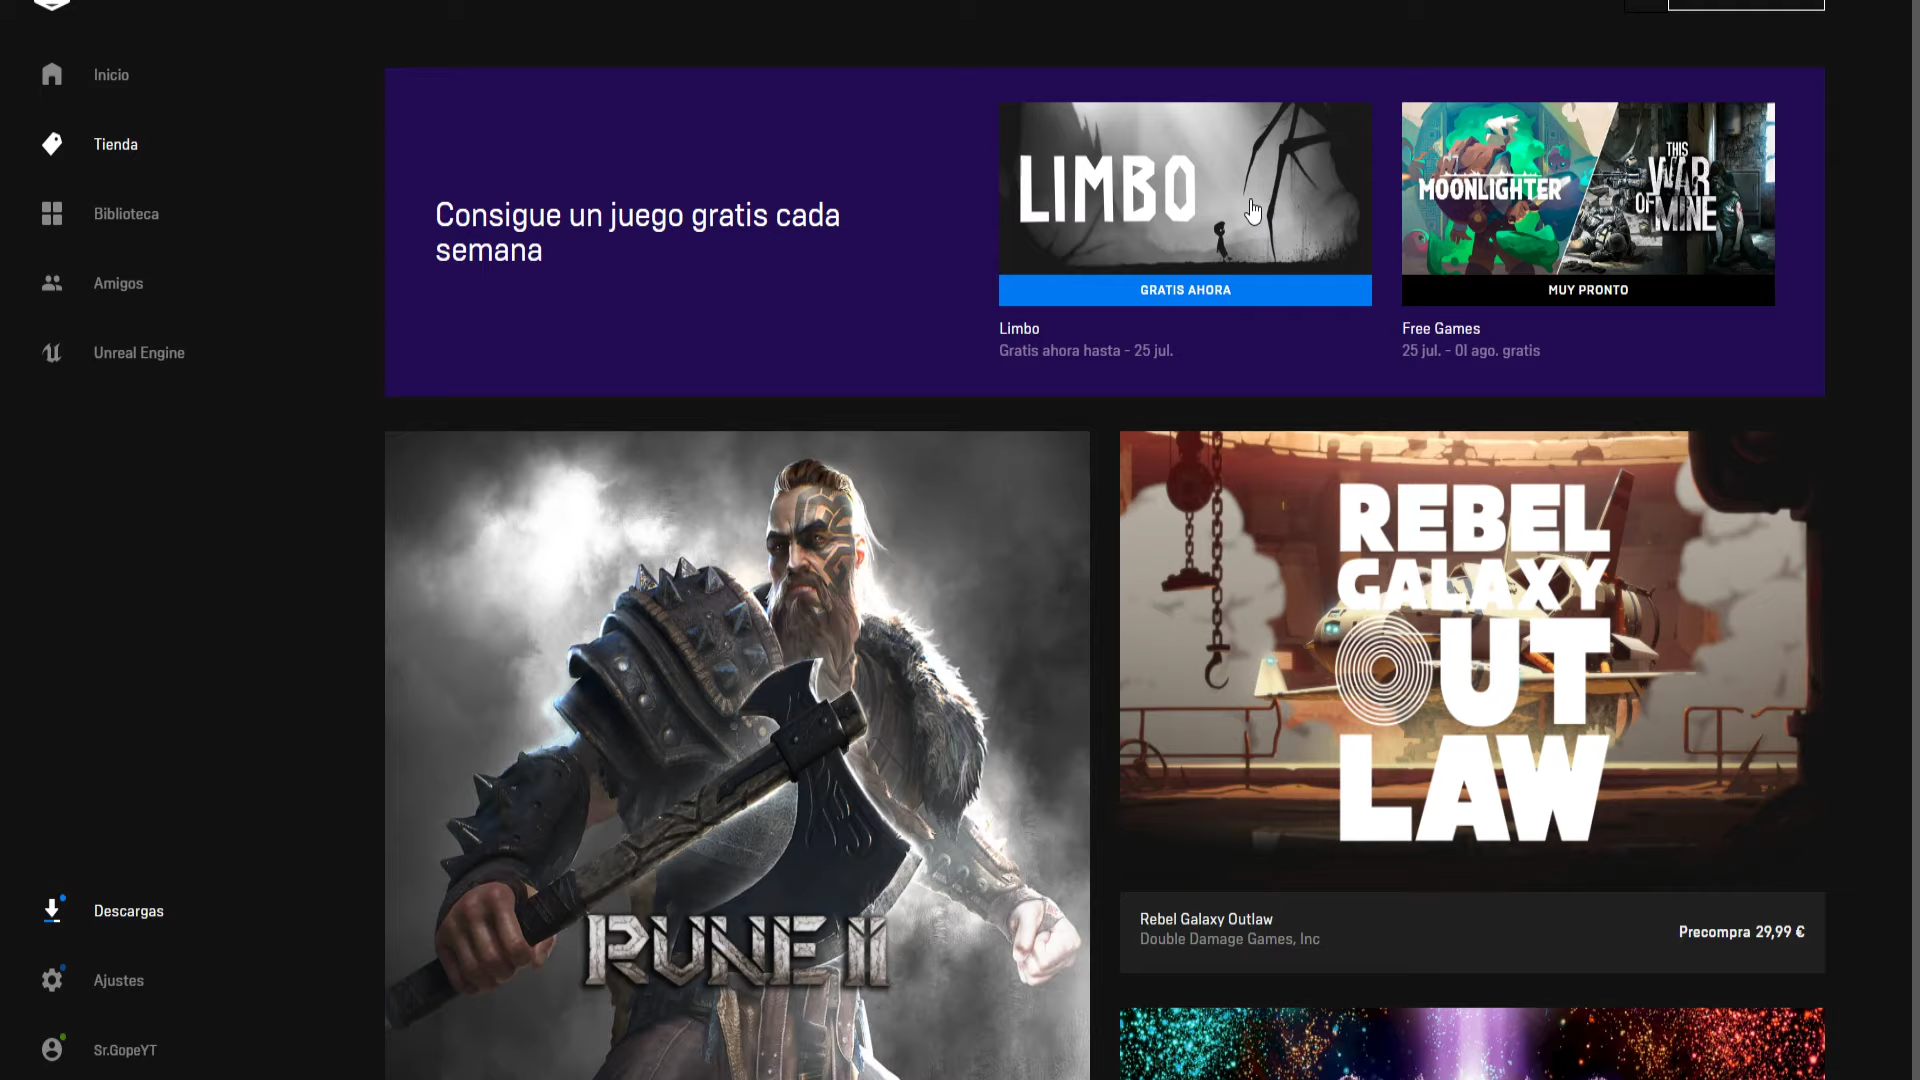 Inicio
Tienda
Biblioteca
Amigos
Unreal Engine
Descargas
Ajustes
Sr.GopeYT
Consigue un juego gratis cada
semana
LIMBO
GRATIS AHORA
Limbo
Gratis ahora hasta - 25 jul.
MOONLIGHTER
THIS
WAR
OF MINE
MUY PRONTO
Free Games
25 jul. - 01 ago. gratis
RUNE II
REBEL
GALAXY
OUT
LAW
Rebel Galaxy Outlaw
Double Damage Games, Inc
Precompra 29,99 €